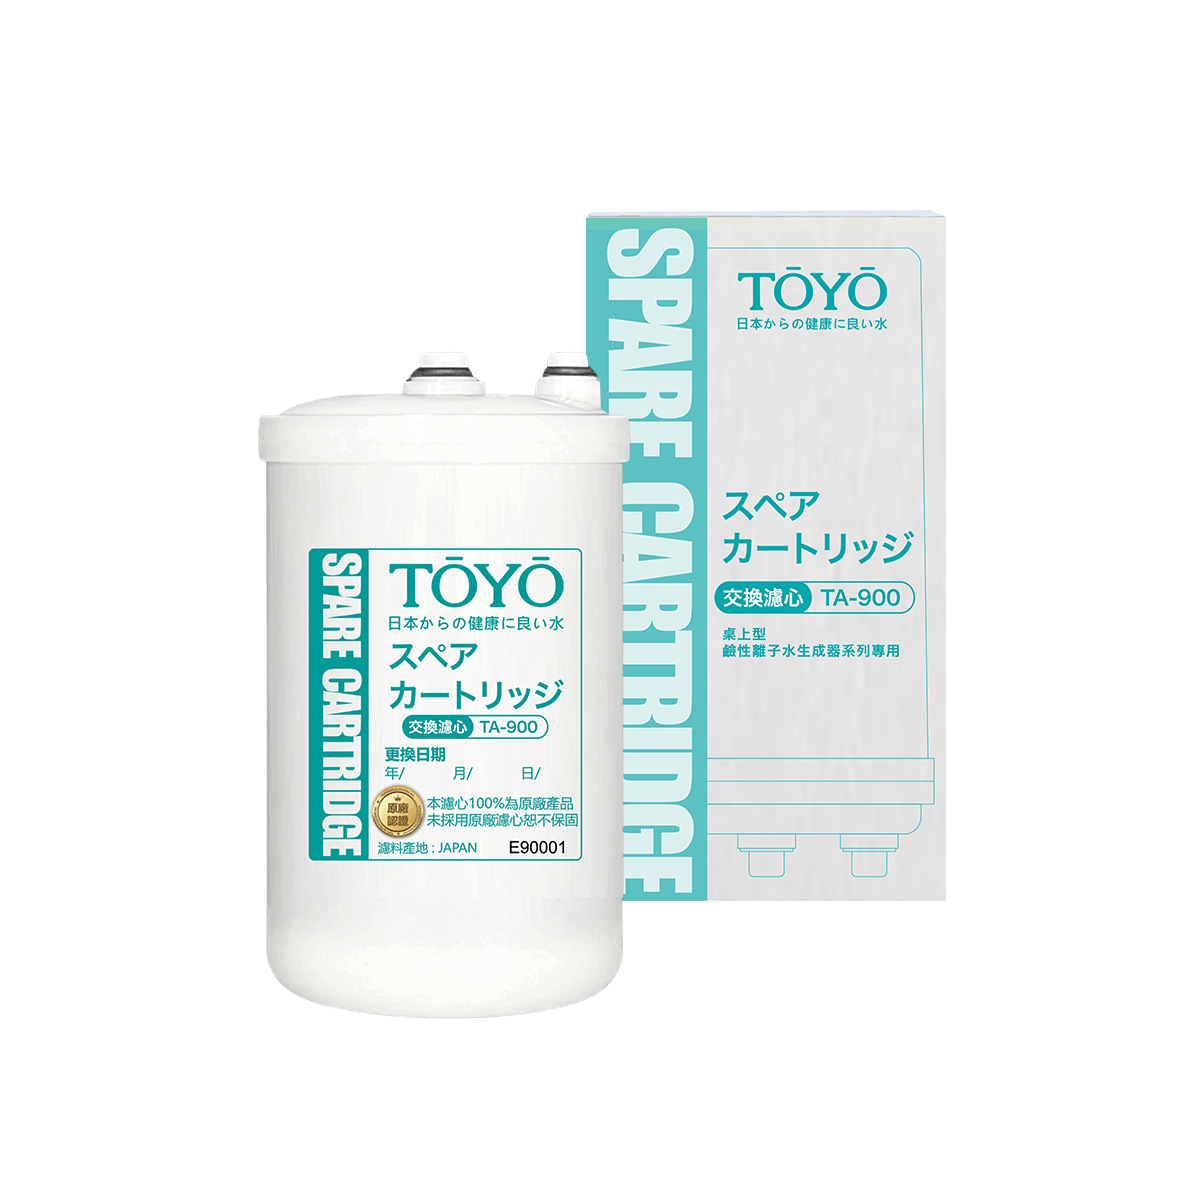 SPARE CARTRIDGE
TŌYŌ
日本からの健康に良い水
スペア
カートリッジ
交換濾心 TA-900
桌上型
鹼性離子水生成器系列專用
SPARE CARTRIDGE
TŌYŌ
日本からの健康に良い水
スペア
カートリッジ
交換濾心 TA-900
更換日期
年/ 月/ 日/
原廠
認證
本濾心100%為原廠產品
未採用原廠濾心恕不保固
濾料產地 : JAPAN E90001